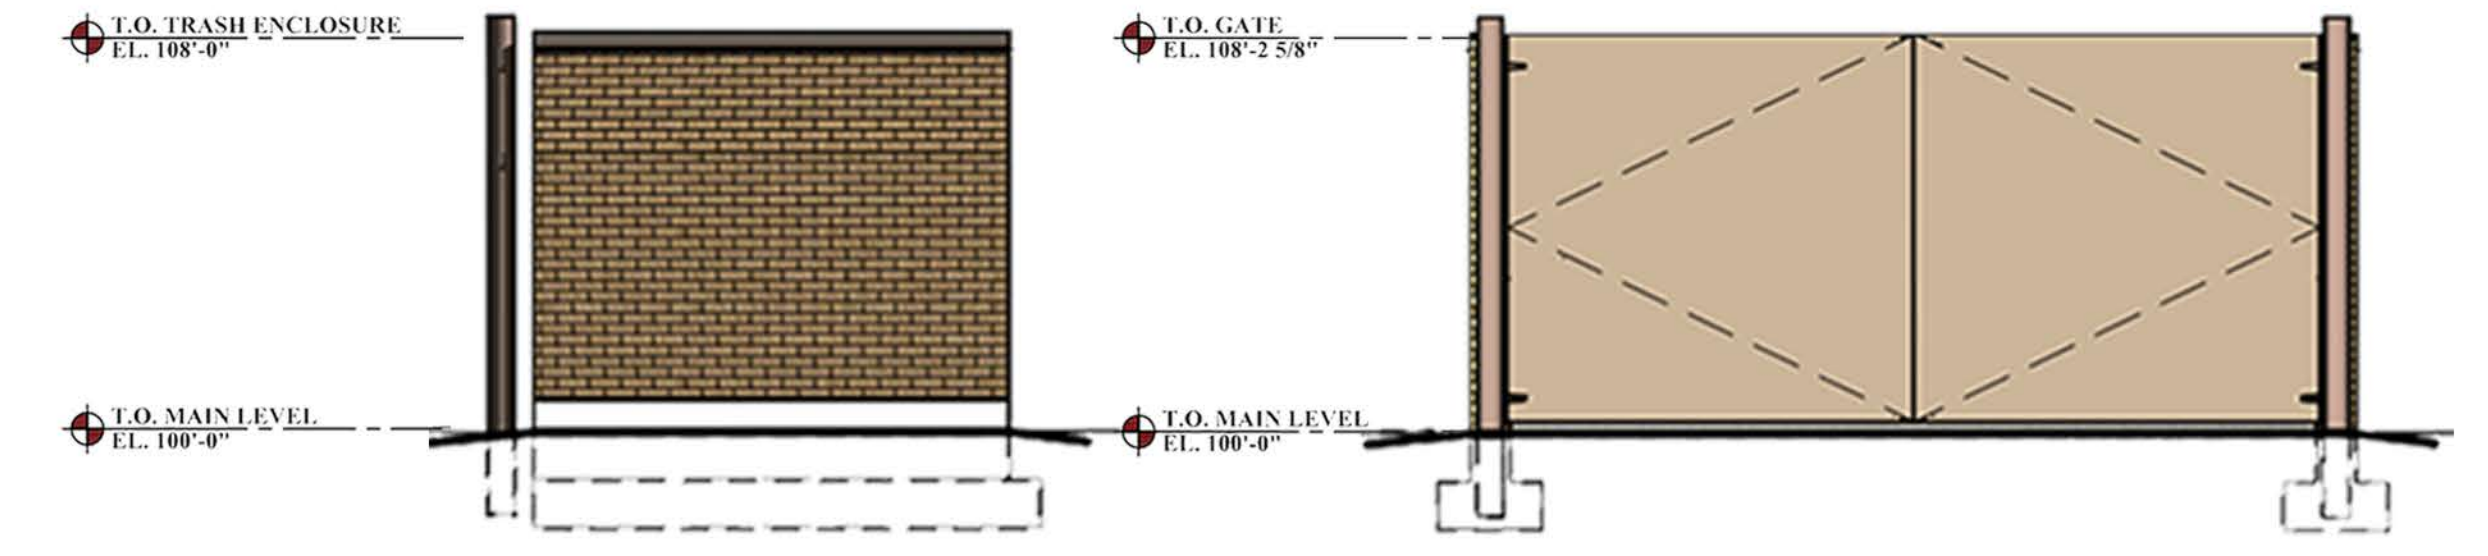 T.O. TRASH ENCLOSURE
EL. 108'-0"
T.O. GATE
EL. 108'-2 5/8"
T.O. MAIN LEVEL
EL. 100'-0"
T.O. MAIN LEVEL
EL. 100'-0"